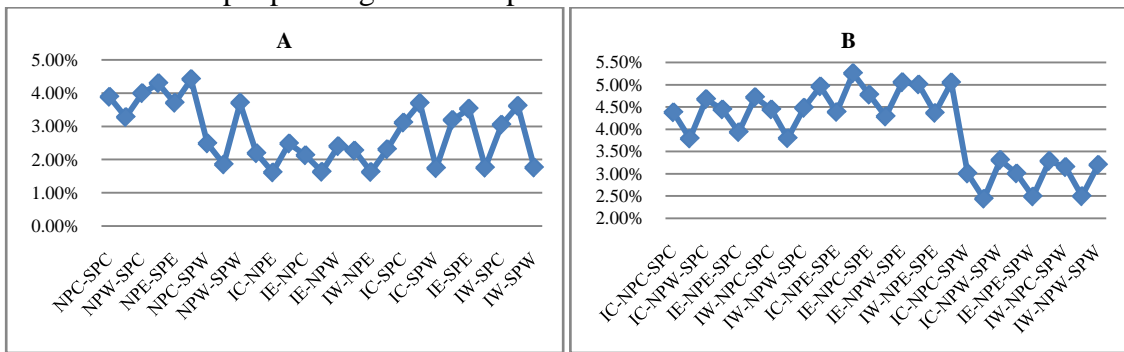 A
5.00%
4.00%
3.00%
2.00%
1.00%
0.00%
NPC-SPC
NPW-SPC
NPE-SPE
NPC-SPW
NPW-SPW
IC-NPE
IE-NPC
IE-NPW
IW-NPE
IC-SPC
IC-SPW
IE-SPE
IW-SPC
IW-SPW
B
5.50%
5.00%
4.50%
4.00%
3.50%
3.00%
2.50%
2.00%
IC-NPC-SPC
IC-NPW-SPC
IE-NPE-SPC
IW-NPC-SPC
IW-NPW-SPC
IC-NPE-SPE
IE-NPC-SPE
IE-NPW-SPE
IW-NPE-SPE
IC-NPC-SPW
IC-NPW-SPW
IE-NPE-SPW
IW-NPC-SPW
IW-NPW-SPW